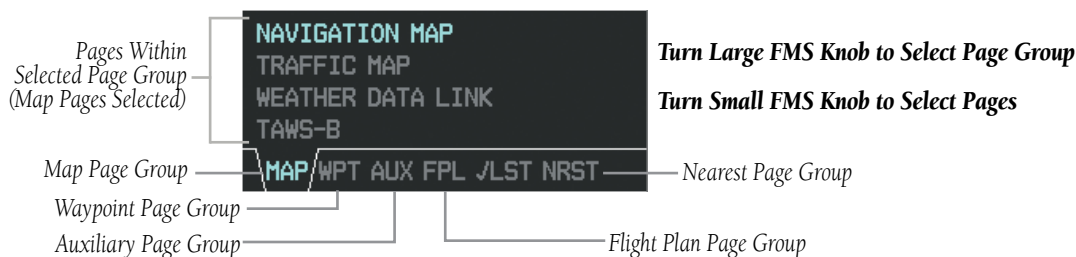 Pages Within
Selected Page Group
(Map Pages Selected)
NAVIGATION MAP
TRAFFIC MAP
WEATHER DATA LINK
TAWS-B
Turn Large FMS Knob to Select Page Group
Turn Small FMS Knob to Select Pages
Map Page Group
MAP WPT AUX FPL √LST NRST
Nearest Page Group
Waypoint Page Group
Auxiliary Page Group
Flight Plan Page Group